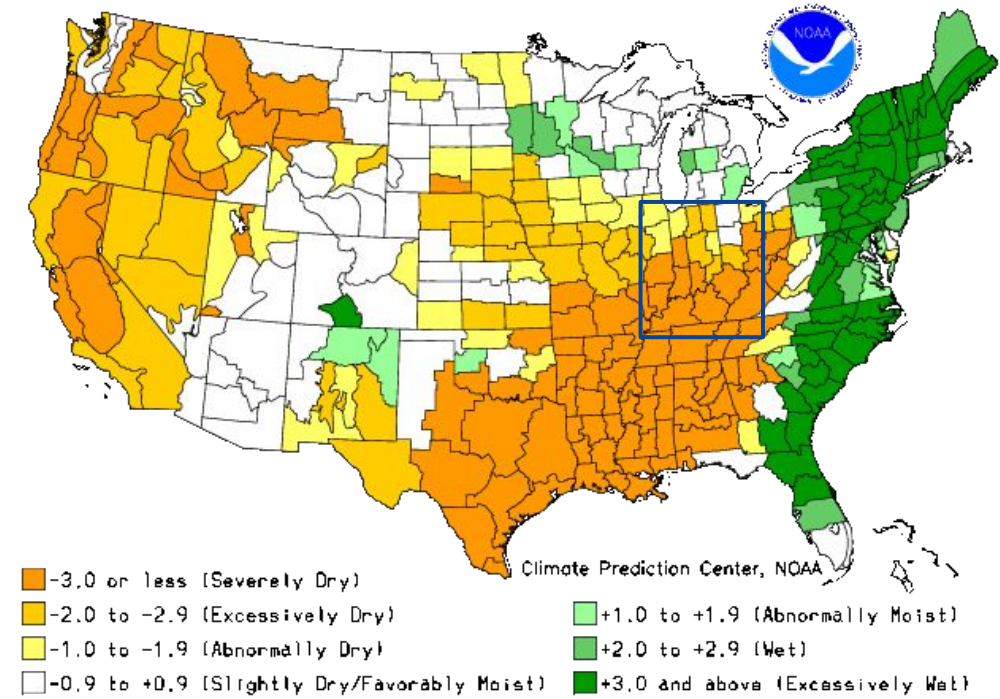 NOAA
Climate Prediction Center, NOAA
-3.0 or less (Severely Dry)
-2.0 to -2.9 (Excessively Dry)
-1.0 to -1.9 (Abnormally Dry)
-0.9 to +0.9 (Slightly Dry/Favorably Moist)
+1.0 to +1.9 (Abnormally Moist)
+2.0 to +2.9 (Wet)
+3.0 and above (Excessively Wet)